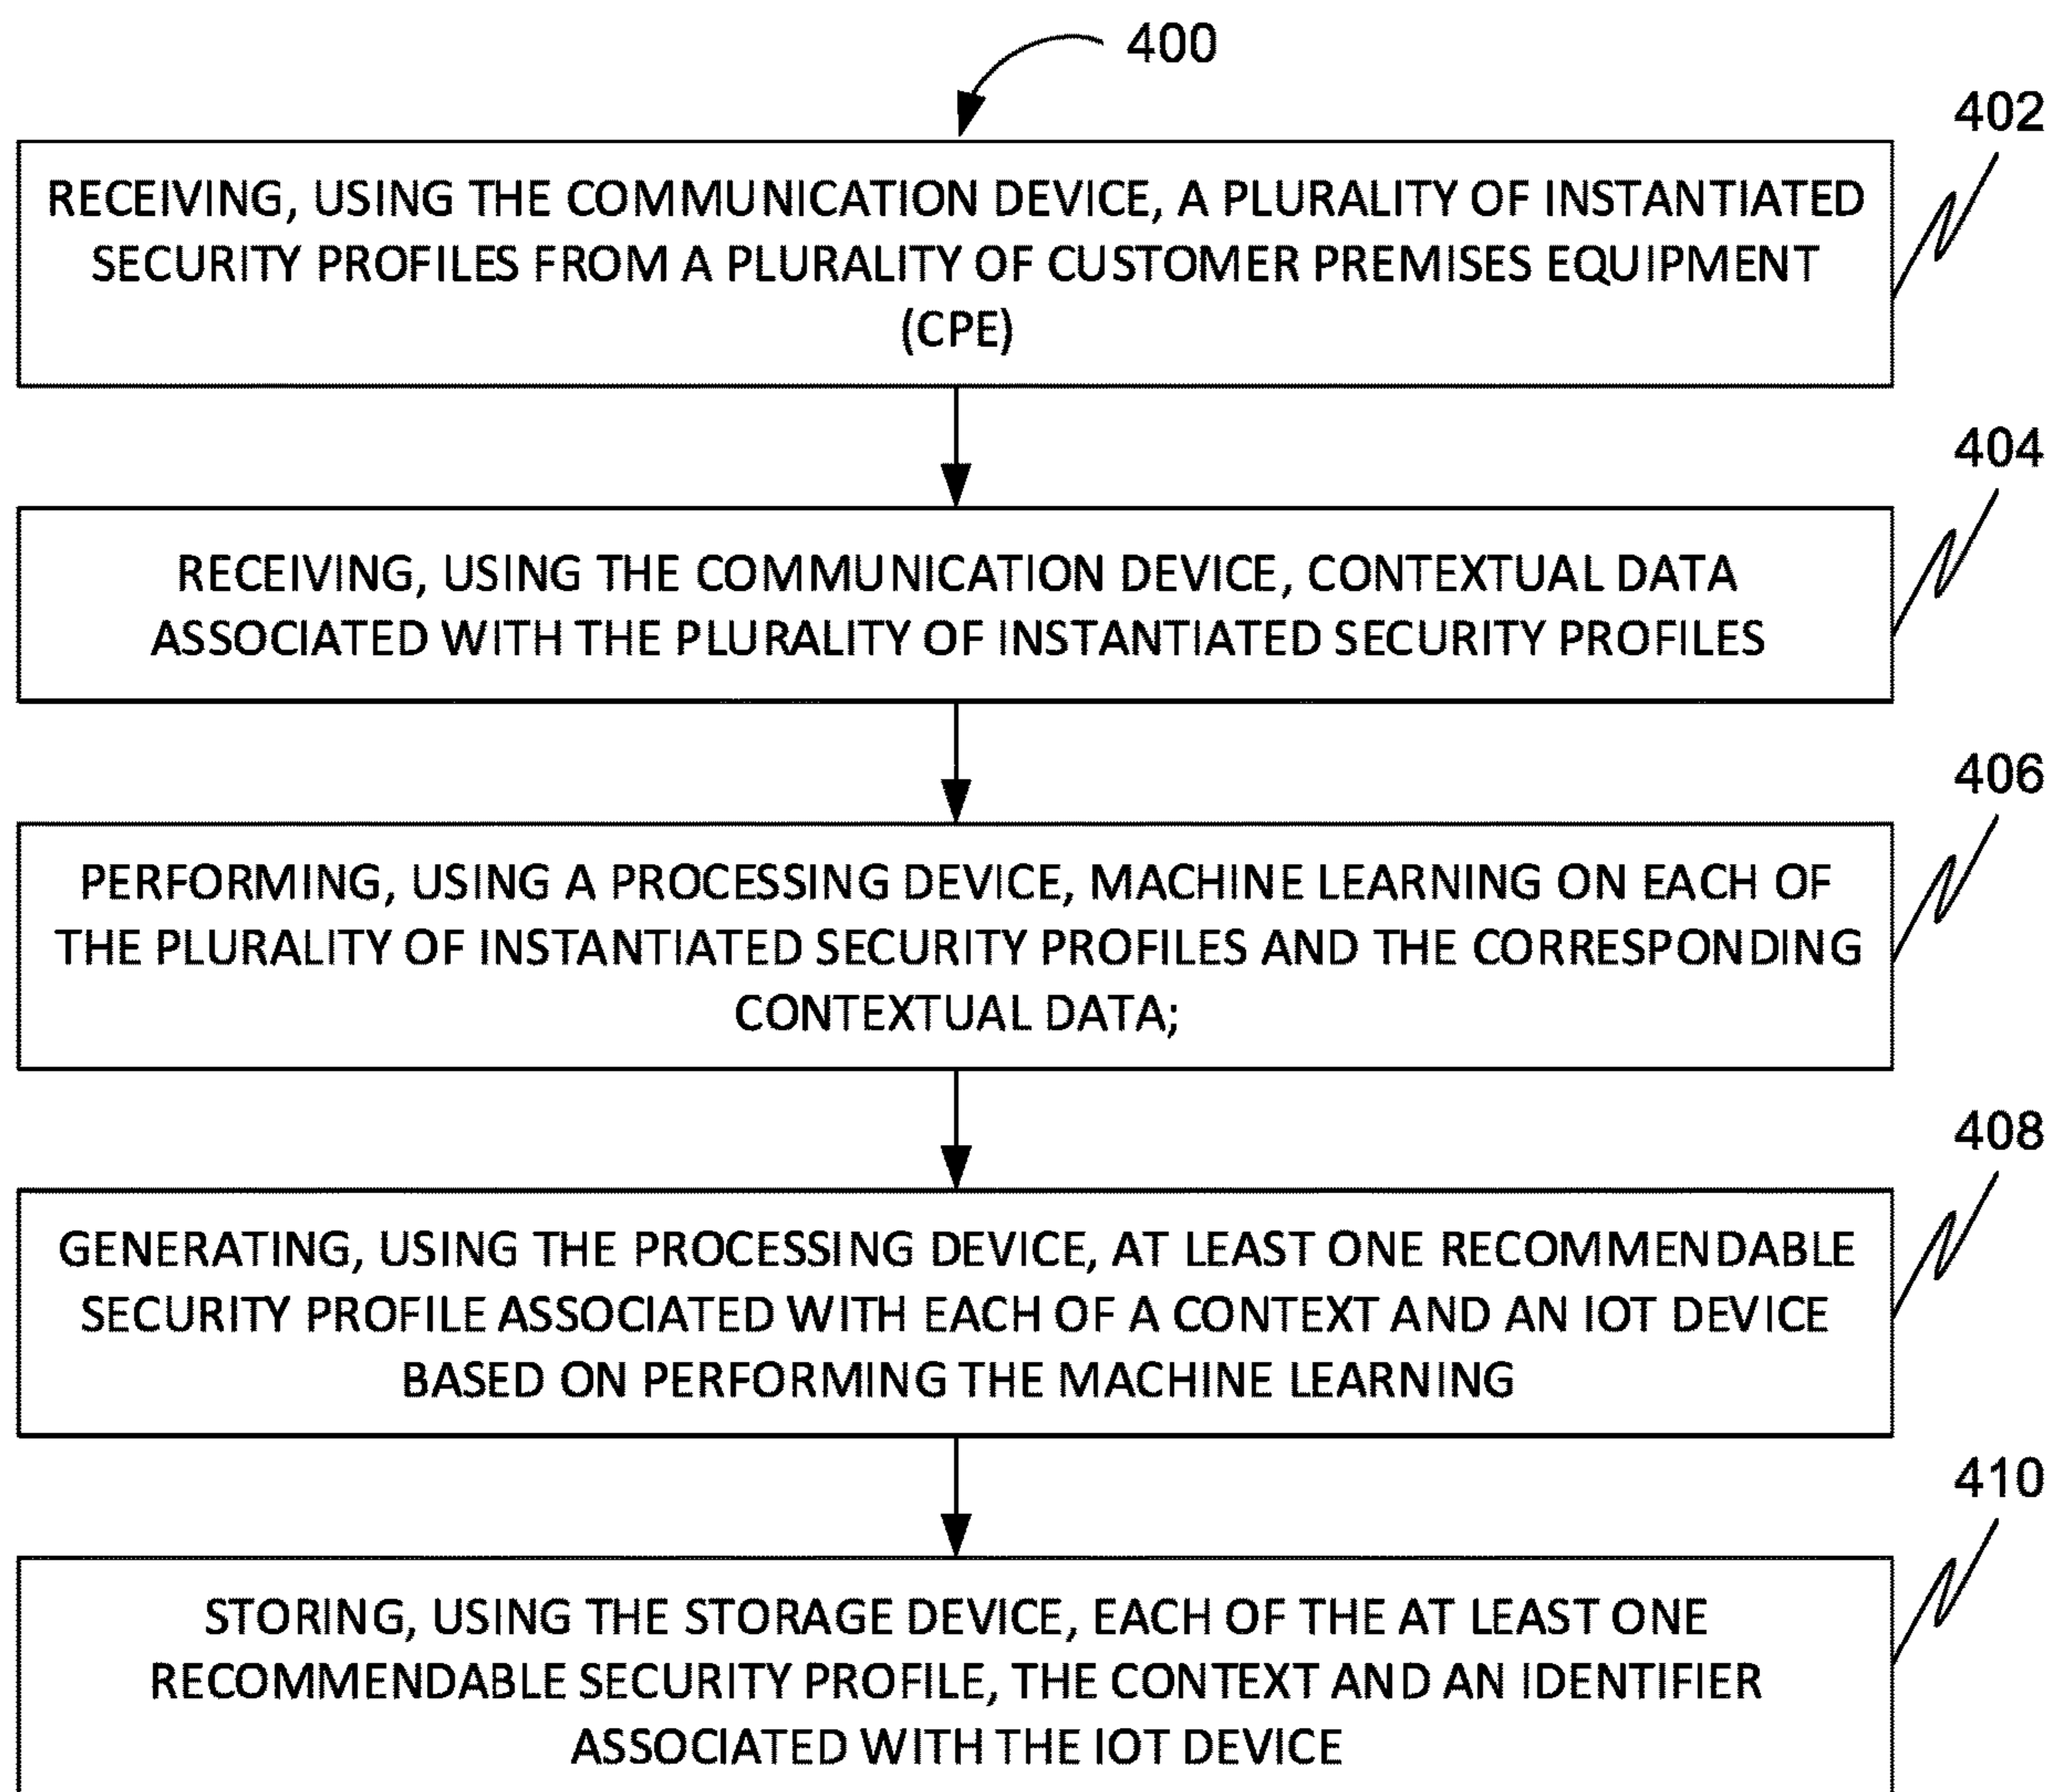 400
402
RECEIVING, USING THE COMMUNICATION DEVICE, A PLURALITY OF INSTANTIATED
SECURITY PROFILES FROM A PLURALITY OF CUSTOMER PREMISES EQUIPMENT
(CPE)
404
RECEIVING, USING THE COMMUNICATION DEVICE, CONTEXTUAL DATA
ASSOCIATED WITH THE PLURALITY OF INSTANTIATED SECURITY PROFILES
406
PERFORMING, USING A PROCESSING DEVICE, MACHINE LEARNING ON EACH OF
THE PLURALITY OF INSTANTIATED SECURITY PROFILES AND THE CORRESPONDING
CONTEXTUAL DATA;
408
GENERATING, USING THE PROCESSING DEVICE, AT LEAST ONE RECOMMENDABLE
SECURITY PROFILE ASSOCIATED WITH EACH OF A CONTEXT AND AN IOT DEVICE
BASED ON PERFORMING THE MACHINE LEARNING
410
STORING, USING THE STORAGE DEVICE, EACH OF THE AT LEAST ONE
RECOMMENDABLE SECURITY PROFILE, THE CONTEXT AND AN IDENTIFIER
ASSOCIATED WITH THE IOT DEVICE